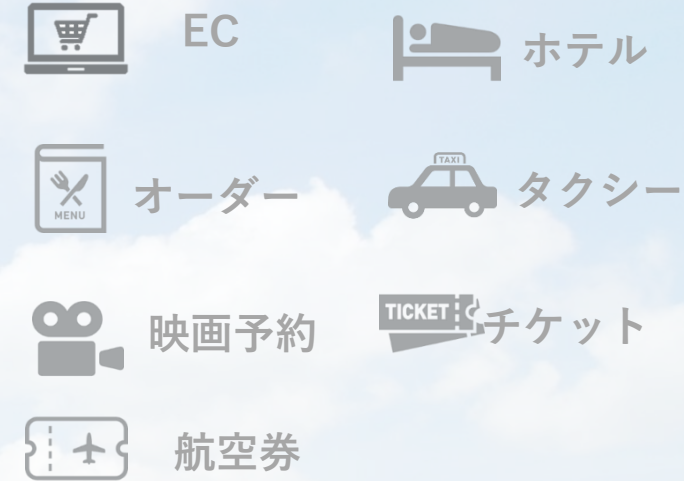 EC
ホテル
MENU
オーダー
TAXI
タクシー
映画予約
TICKET
チケット
航空券